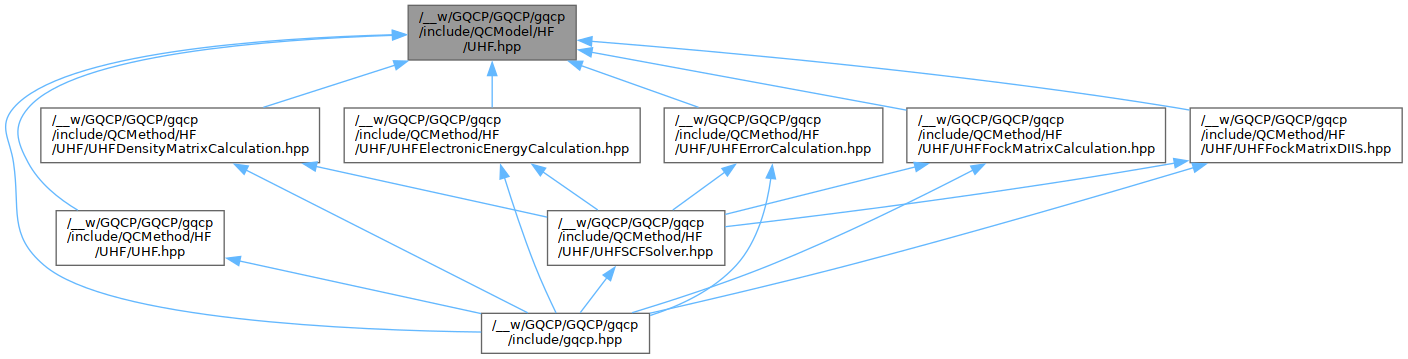 /__w/GQCP/GQCP/gqcp
/include/QCModel/HF
/UHF.hpp
/__w/GQCP/GQCP/gqcp
/include/QCMethod/HF
/UHF/UHFDensityMatrixCalculation.hpp
/__w/GQCP/GQCP/gqcp
/include/QCMethod/HF
/UHF/UHFElectronicEnergyCalculation.hpp
/__w/GQCP/GQCP/gqcp
/include/QCMethod/HF
/UHF/UHFErrorCalculation.hpp
/__w/GQCP/GQCP/gqcp
/include/QCMethod/HF
/UHF/UHFFockMatrixCalculation.hpp
/__w/GQCP/GQCP/gqcp
/include/QCMethod/HF
/UHF/UHFFockMatrixDIIS.hpp
/__w/GQCP/GQCP/gqcp
/include/QCMethod/HF
/UHF/UHF.hpp
/__w/GQCP/GQCP/gqcp
/include/QCMethod/HF
/UHF/UHFSCFSolver.hpp
/__w/GQCP/GQCP/gqcp
/include/gqcp.hpp